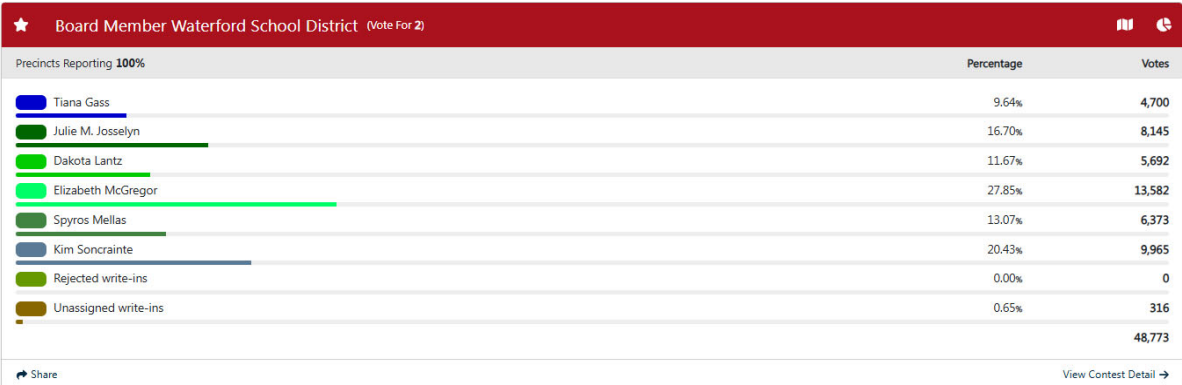 Board Member Waterford School District (Vote For 2)
Precincts Reporting 100% Percentage Votes
Tiana Gass 9.64% 4,700
Julie M. Josselyn 16.70% 8,145
Dakota Lantz 11.67% 5,692
Elizabeth McGregor 27.85% 13,582
Spyros Mellas 13.07% 6,373
Kim Soncrainte 20.43% 9,965
Rejected write-ins 0.00% 0
Unassigned write-ins 0.65% 316
48,773
Share View Contest Detail